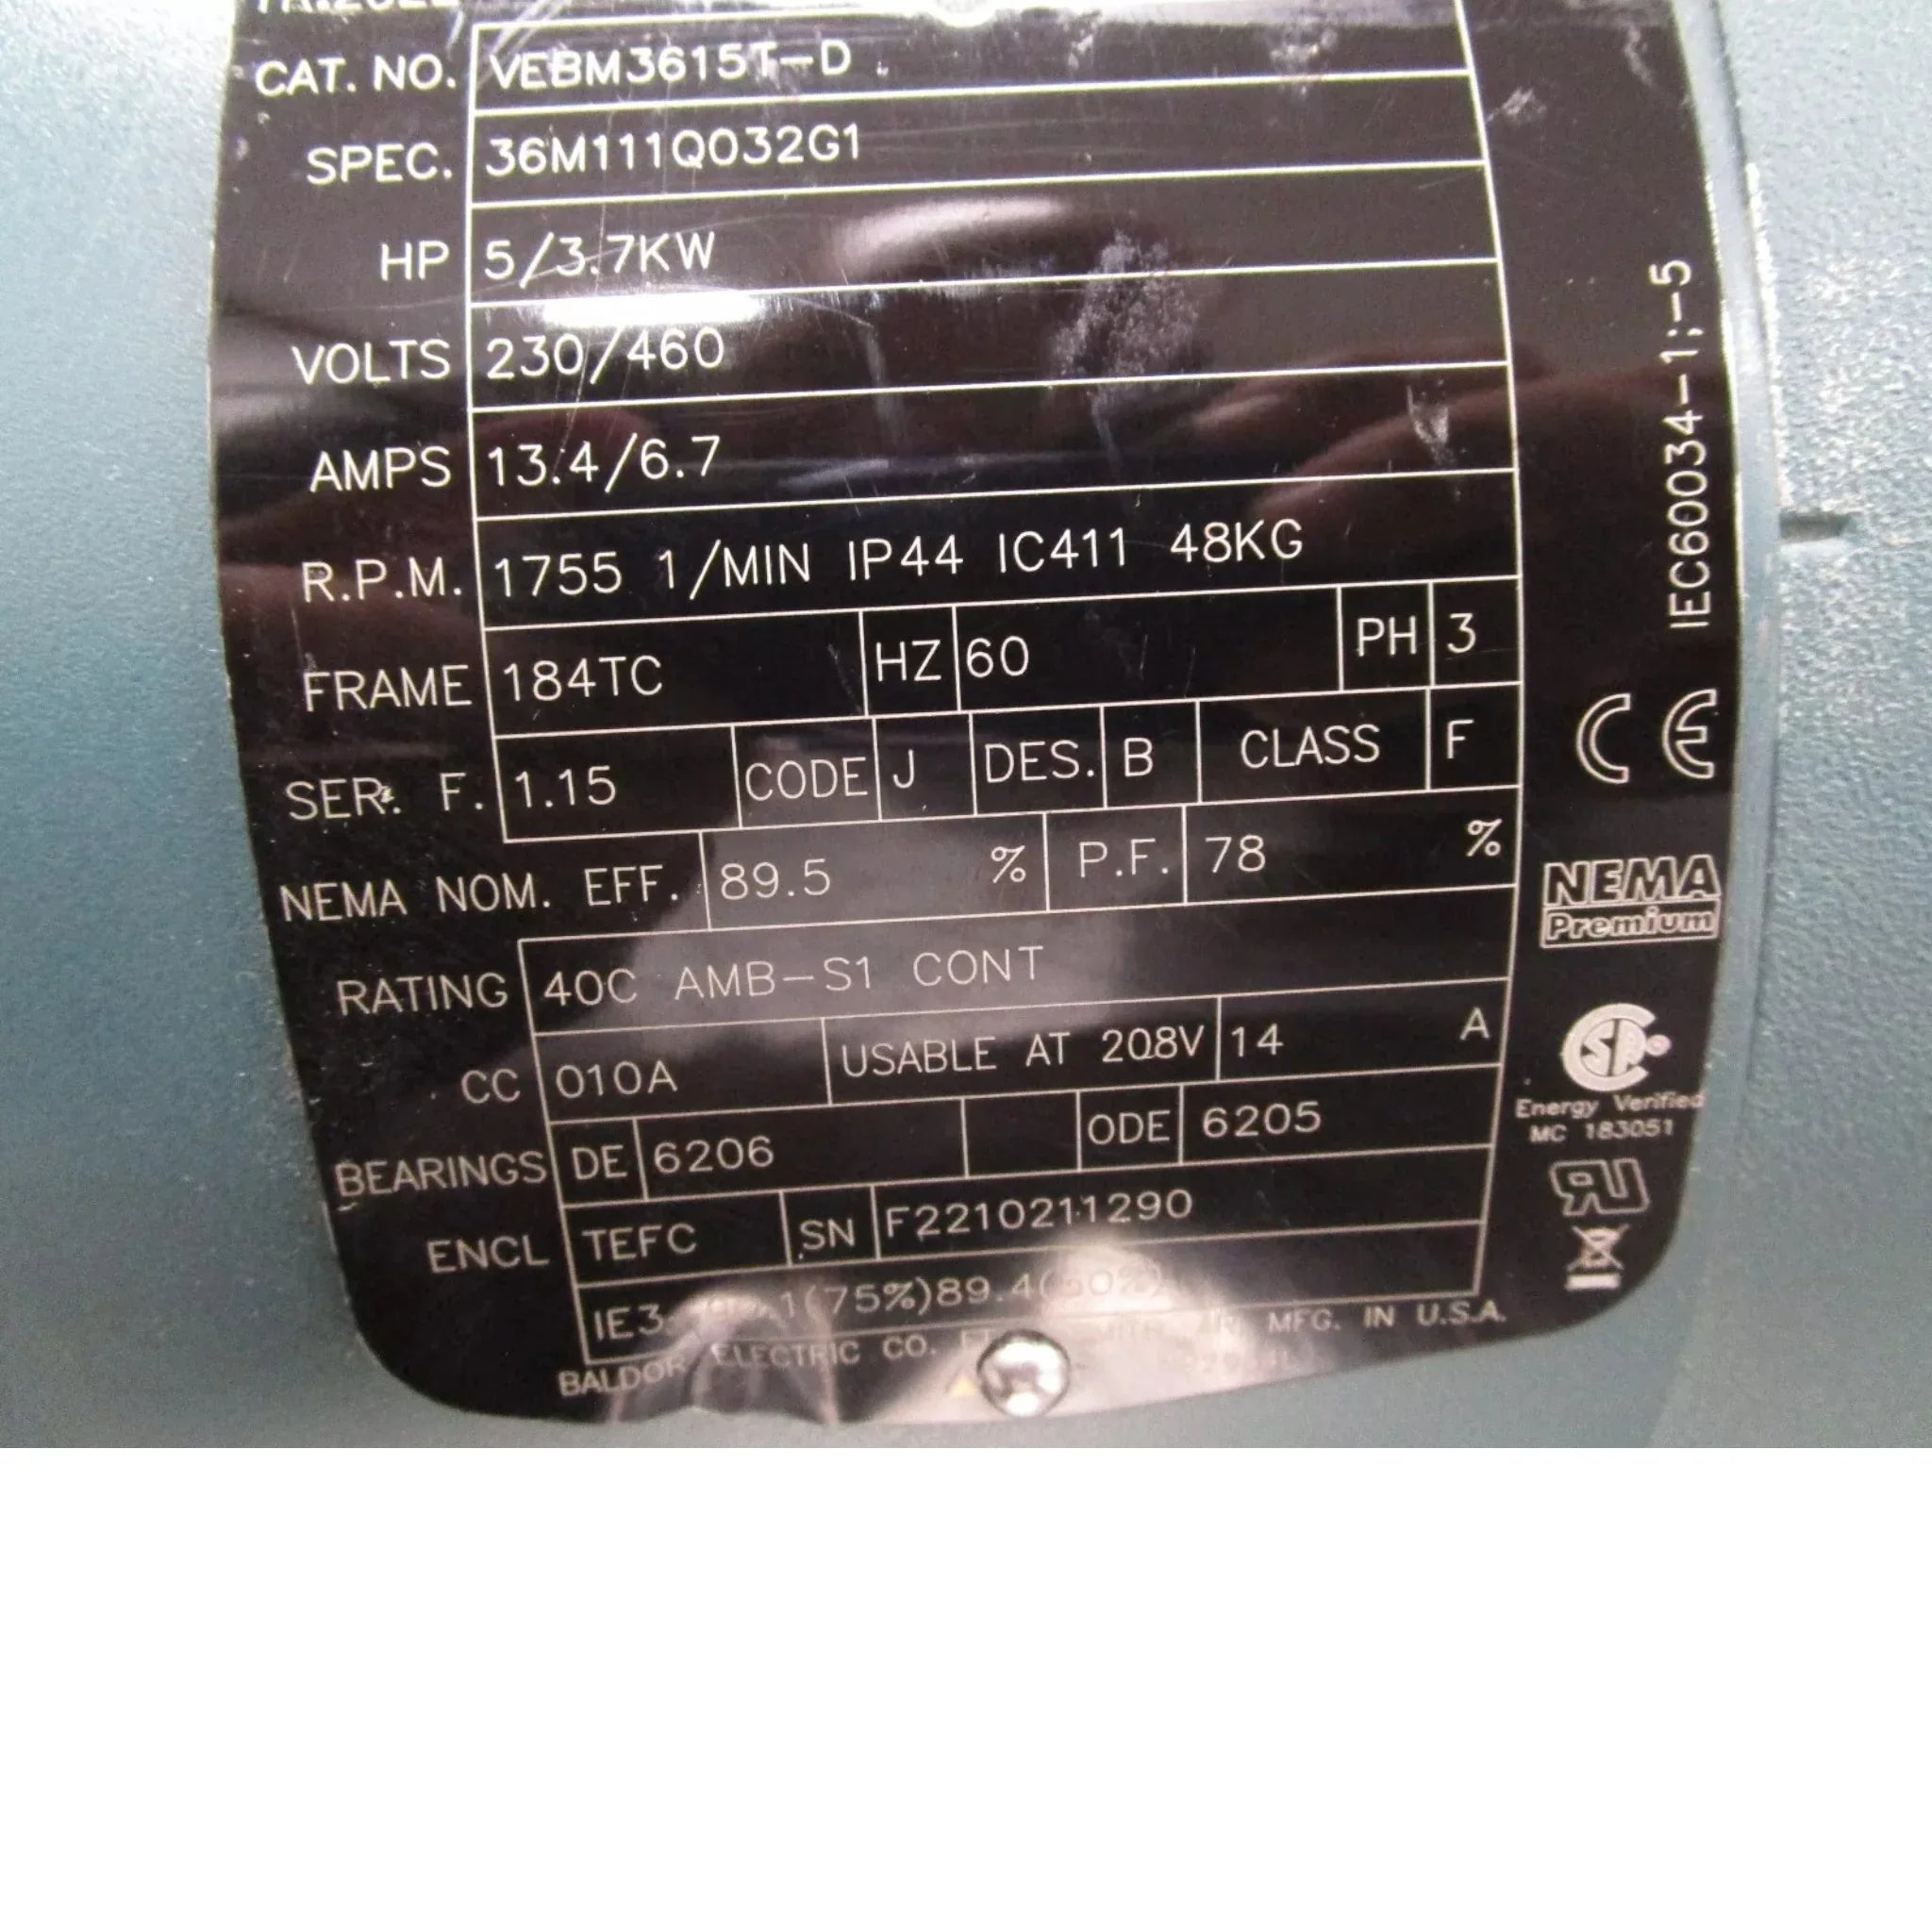 YR.2022
CAT. NO. VEBM3615T-D
SPEC. 36M111Q032G1
HP 5/3.7KW
VOLTS 230/460
AMPS 13.4/6.7
R.P.M. 1755 1/MIN IP44 IC411 48KG
FRAME 184TC HZ 60 PH 3
SER. F. 1.15 CODE J DES. B CLASS F
NEMA NOM. EFF. 89.5 % P.F. 78 %
RATING 40C AMB-S1 CONT
CC 010A USABLE AT 208V 14 A
BEARINGS DE 6206 ODE 6205
ENCL TEFC SN F2210211290
IE3 (75%)89.4
BALDOR ELECTRIC CO. MFG. IN U.S.A.
IEC60034-1;-5
CE
NEMA
Premium
Energy Verified
MC 183051